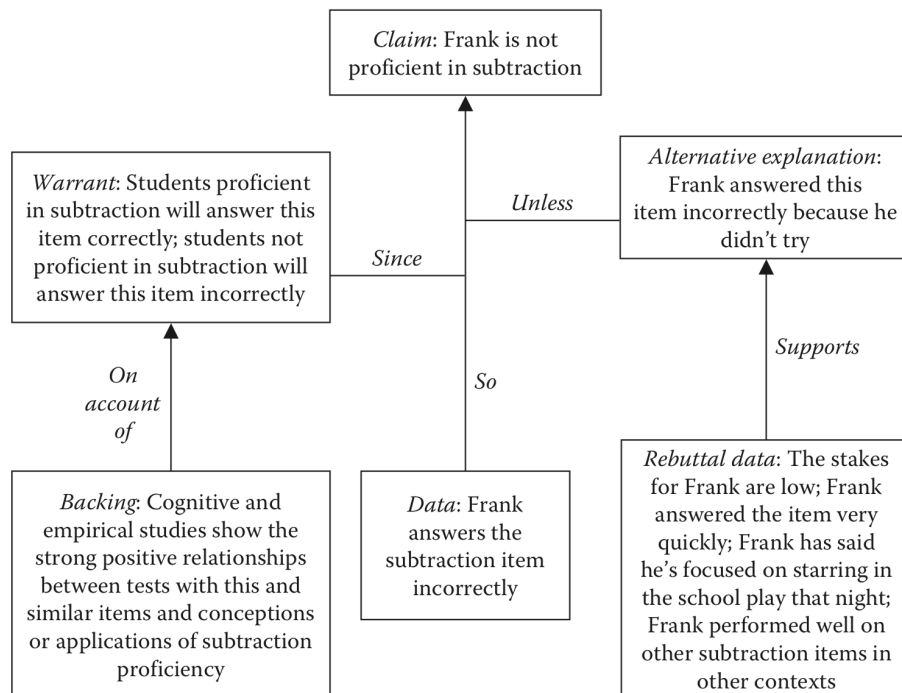 Claim: Frank is not
proficient in subtraction
Warrant: Students proficient
in subtraction will answer this
item correctly; students not
proficient in subtraction will
answer this item incorrectly
Since
Unless
Alternative explanation:
Frank answered this
item incorrectly because he
didn’t try
On
account
of
So
Supports
Backing: Cognitive and
empirical studies show the
strong positive relationships
between tests with this and
similar items and conceptions
or applications of subtraction
proficiency
Data: Frank
answers the
subtraction item
incorrectly
Rebuttal data: The stakes
for Frank are low; Frank
answered the item very
quickly; Frank has said
he’s focused on starring in
the school play that night;
Frank performed well on
other subtraction items in
other contexts